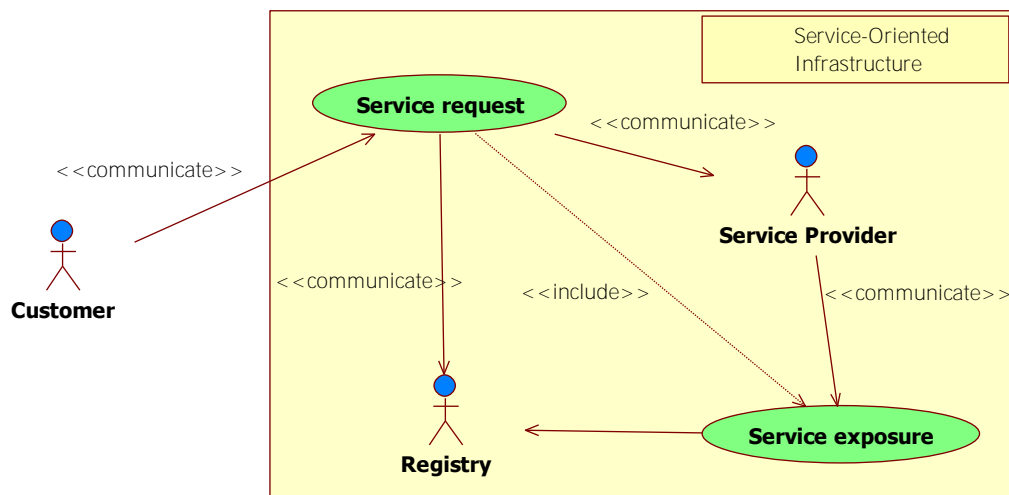 Service-Oriented
Infrastructure
Service request
<<communicate>>
<<communicate>>
Service Provider
Customer
<<communicate>>
<<include>>
<<communicate>>
Registry
Service exposure